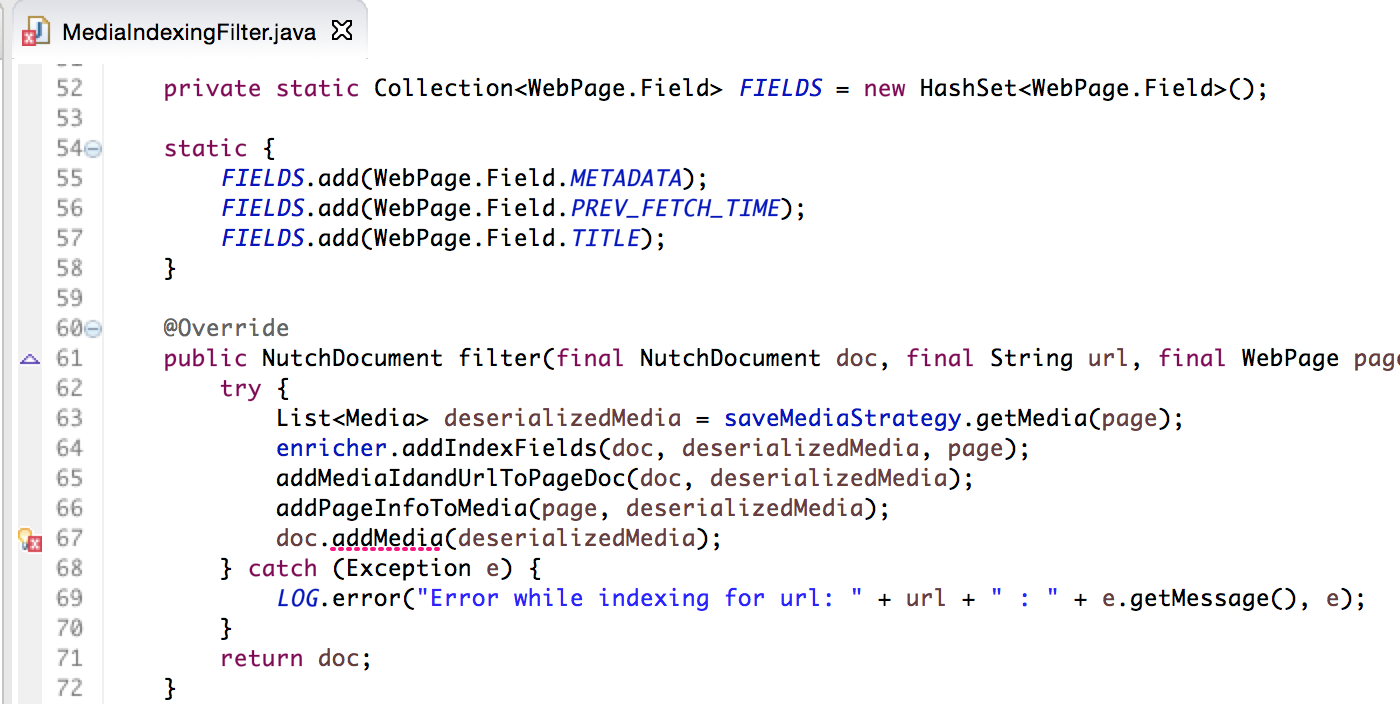 MediaIndexingFilter.java
52 private static Collection<WebPage.Field> FIELDS = new HashSet<WebPage.Field>();
53
54 static {
55 FIELDS.add(WebPage.Field.METADATA);
56 FIELDS.add(WebPage.Field.PREV_FETCH_TIME);
57 FIELDS.add(WebPage.Field.TITLE);
58 }
59
60 @Override
61 public NutchDocument filter(final NutchDocument doc, final String url, final WebPage page
62 try {
63 List<Media> deserializedMedia = saveMediaStrategy.getMedia(page);
64 enricher.addIndexFields(doc, deserializedMedia, page);
65 addMediaIdandUrlToPageDoc(doc, deserializedMedia);
66 addPageInfoToMedia(page, deserializedMedia);
67 doc.addMedia(deserializedMedia);
68 } catch (Exception e) {
69 LOG.error("Error while indexing for url: " + url + " : " + e.getMessage(), e);
70 }
71 return doc;
72 }